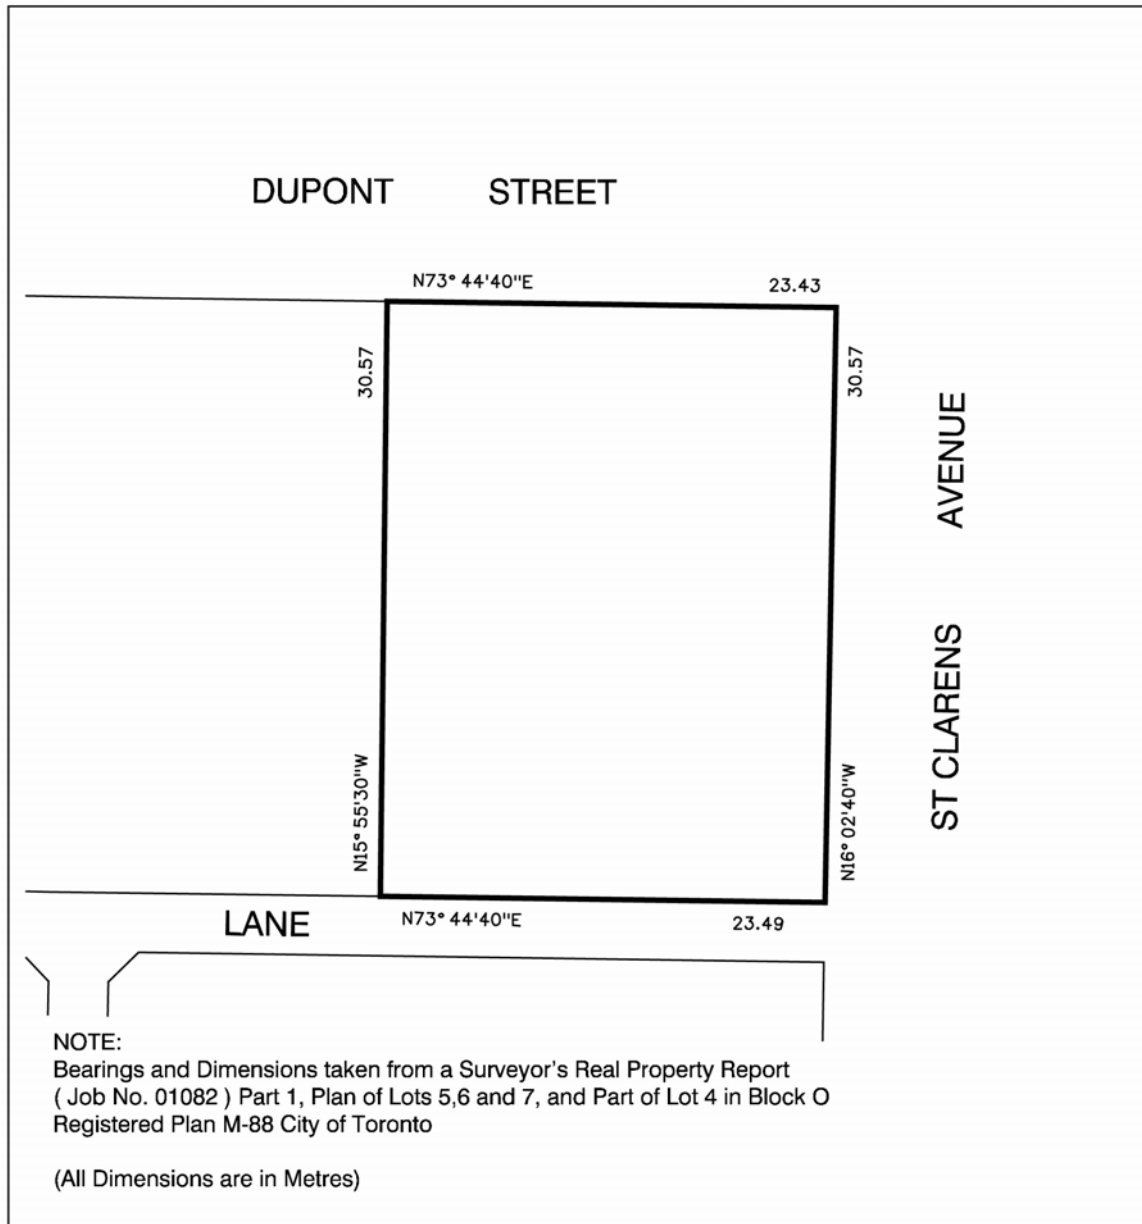 DUPONT STREET
N73° 44'40"E 23.43
30.57
30.57
ST CLARENS AVENUE
N15° 55'30"W
N16° 02'40"W
LANE
N73° 44'40"E 23.49
NOTE:
Bearings and Dimensions taken from a Surveyor's Real Property Report
( Job No. 01082 ) Part 1, Plan of Lots 5,6 and 7, and Part of Lot 4 in Block O
Registered Plan M-88 City of Toronto
(All Dimensions are in Metres)